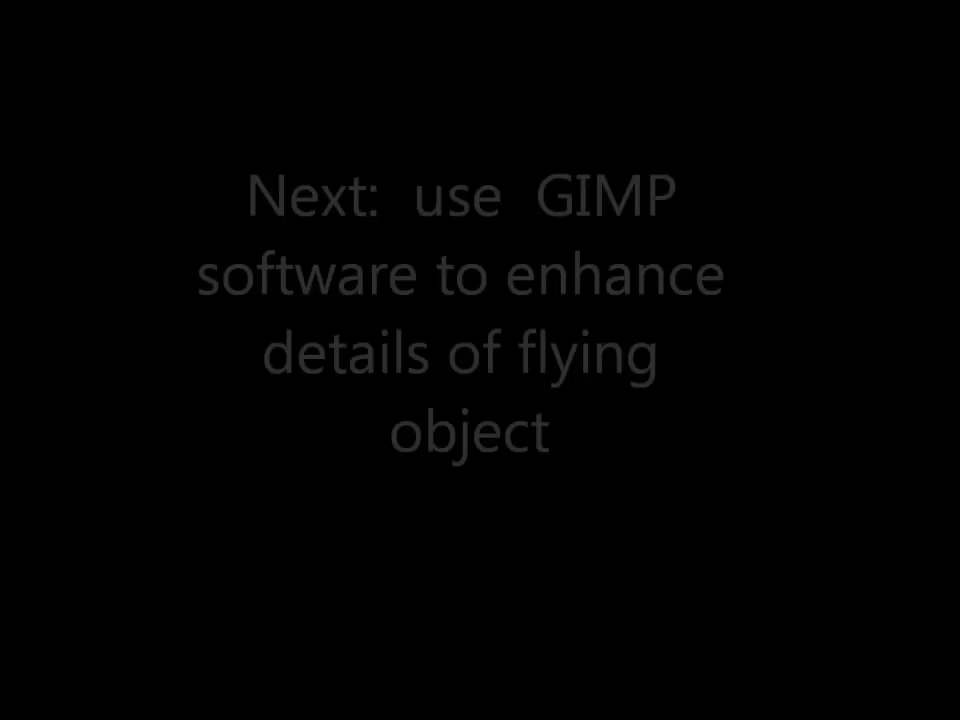 Next:  use  GIMP
software to enhance
details of flying
object